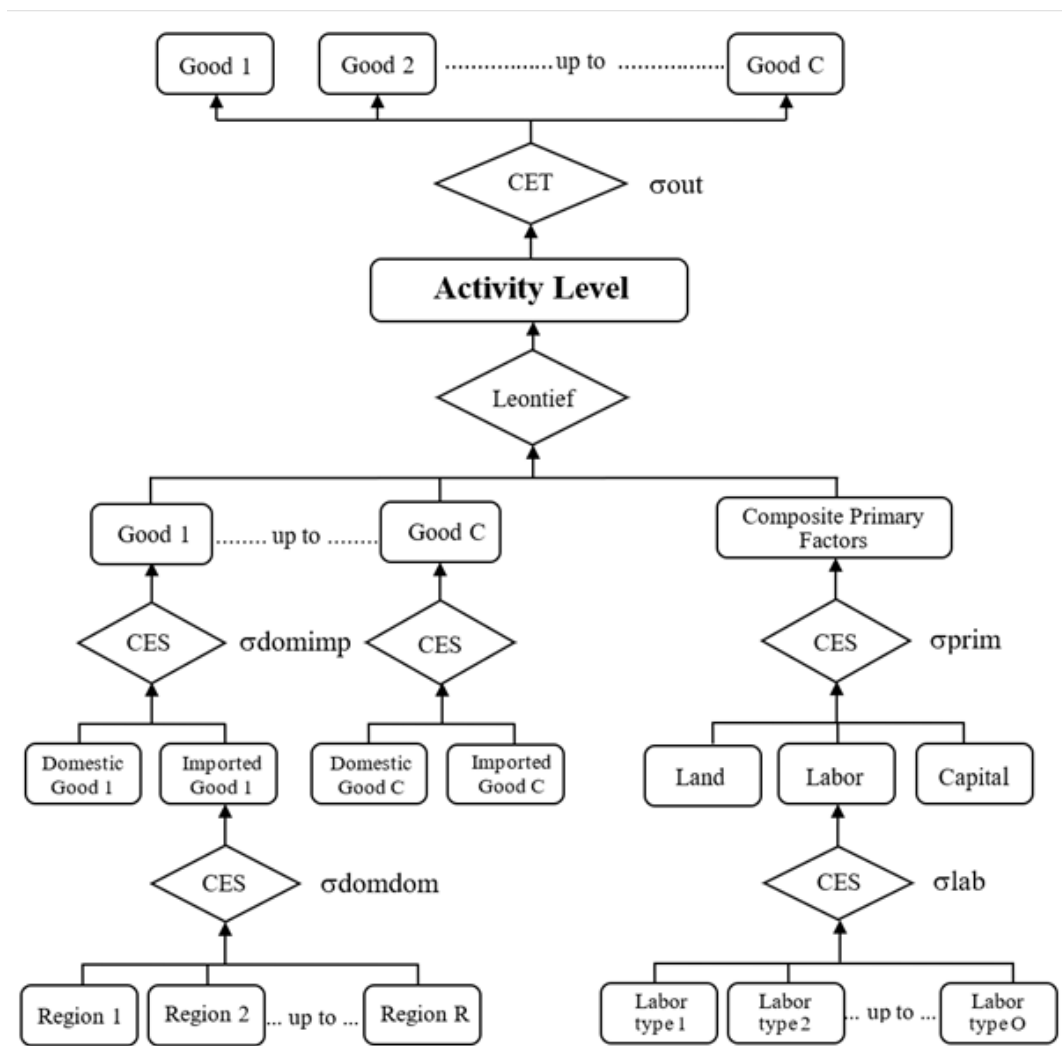 Good 1 Good 2 ................... up to .................. Good C
CET σout
Activity Level
Leontief
Good 1 ........ up to ........ Good C
Composite Primary
Factors
CES σdomimp CES CES σprim
Domestic
Good 1
Imported
Good 1
Domestic
Good C
Imported
Good C
Land Labor Capital
CES σdomdom CES σlab
Region 1 Region 2 ... up to ... Region R
Labor
type 1
Labor
type 2
... up to ...
Labor
type O